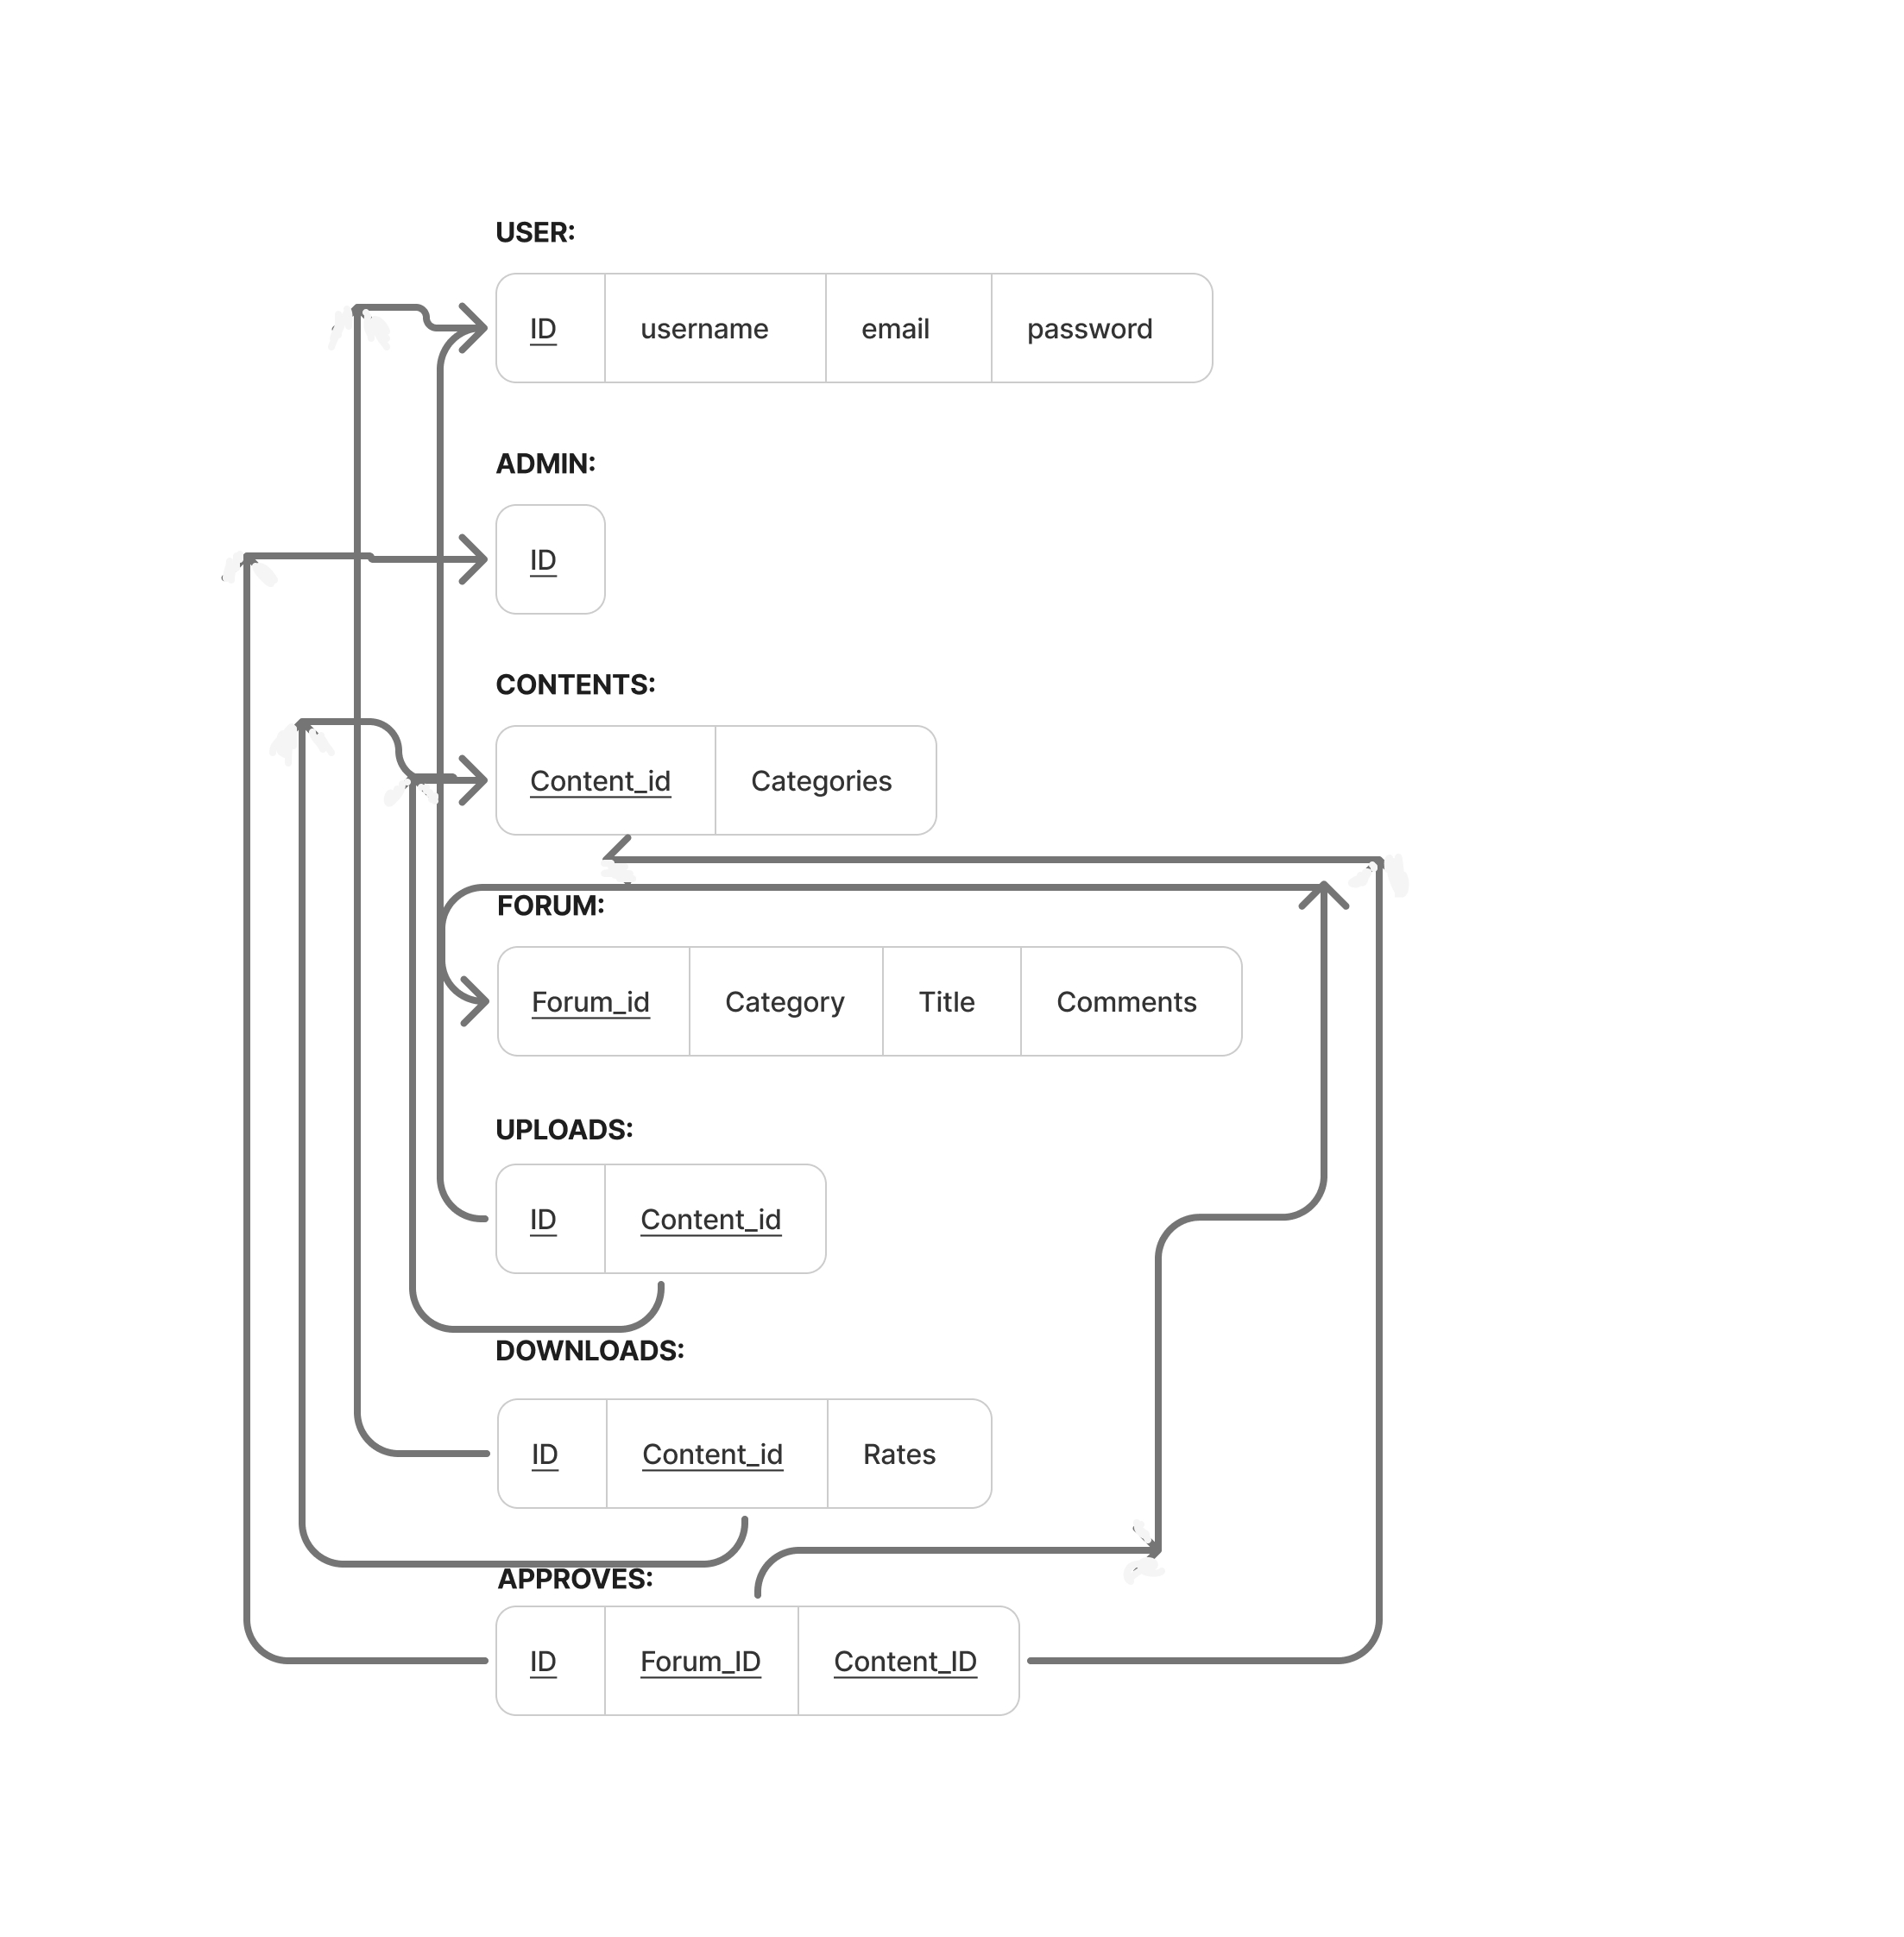 USER:
ID username email password
ADMIN:
ID
CONTENTS:
Content_id Categories
FORUM:
Forum_id Category Title Comments
UPLOADS:
ID Content_id
DOWNLOADS:
ID Content_id Rates
APPROVES:
ID Forum_ID Content_ID